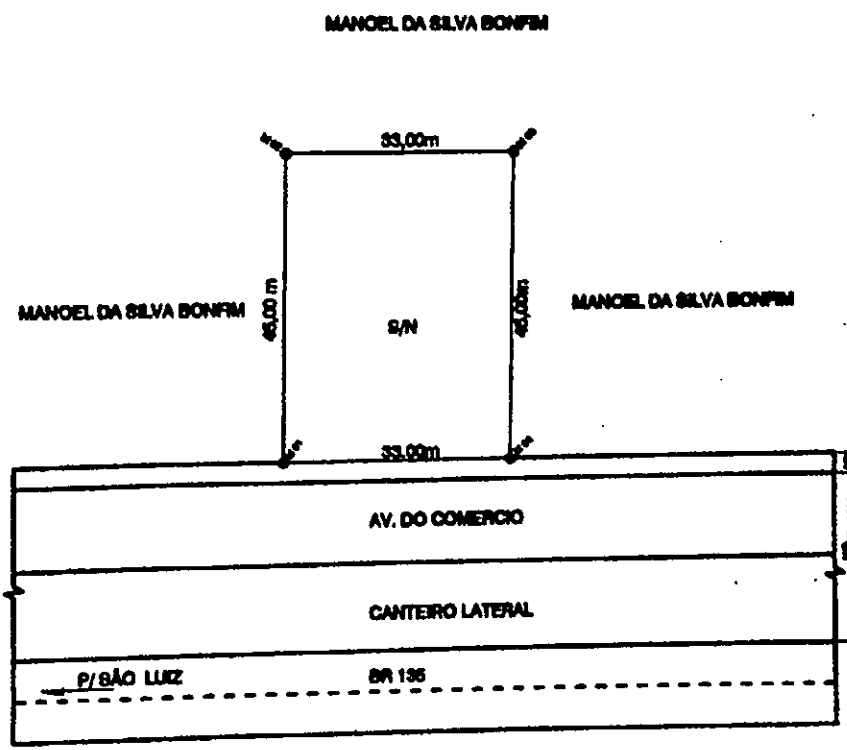 MANOEL DA SILVA BONFIM
33,00m
MANOEL DA SILVA BONFIM
45,00 m
S/N
45,00m
MANOEL DA SILVA BONFIM
33,00m
AV. DO COMERCIO
CANTEIRO LATERAL
P/ SÃO LUIZ
BR 135